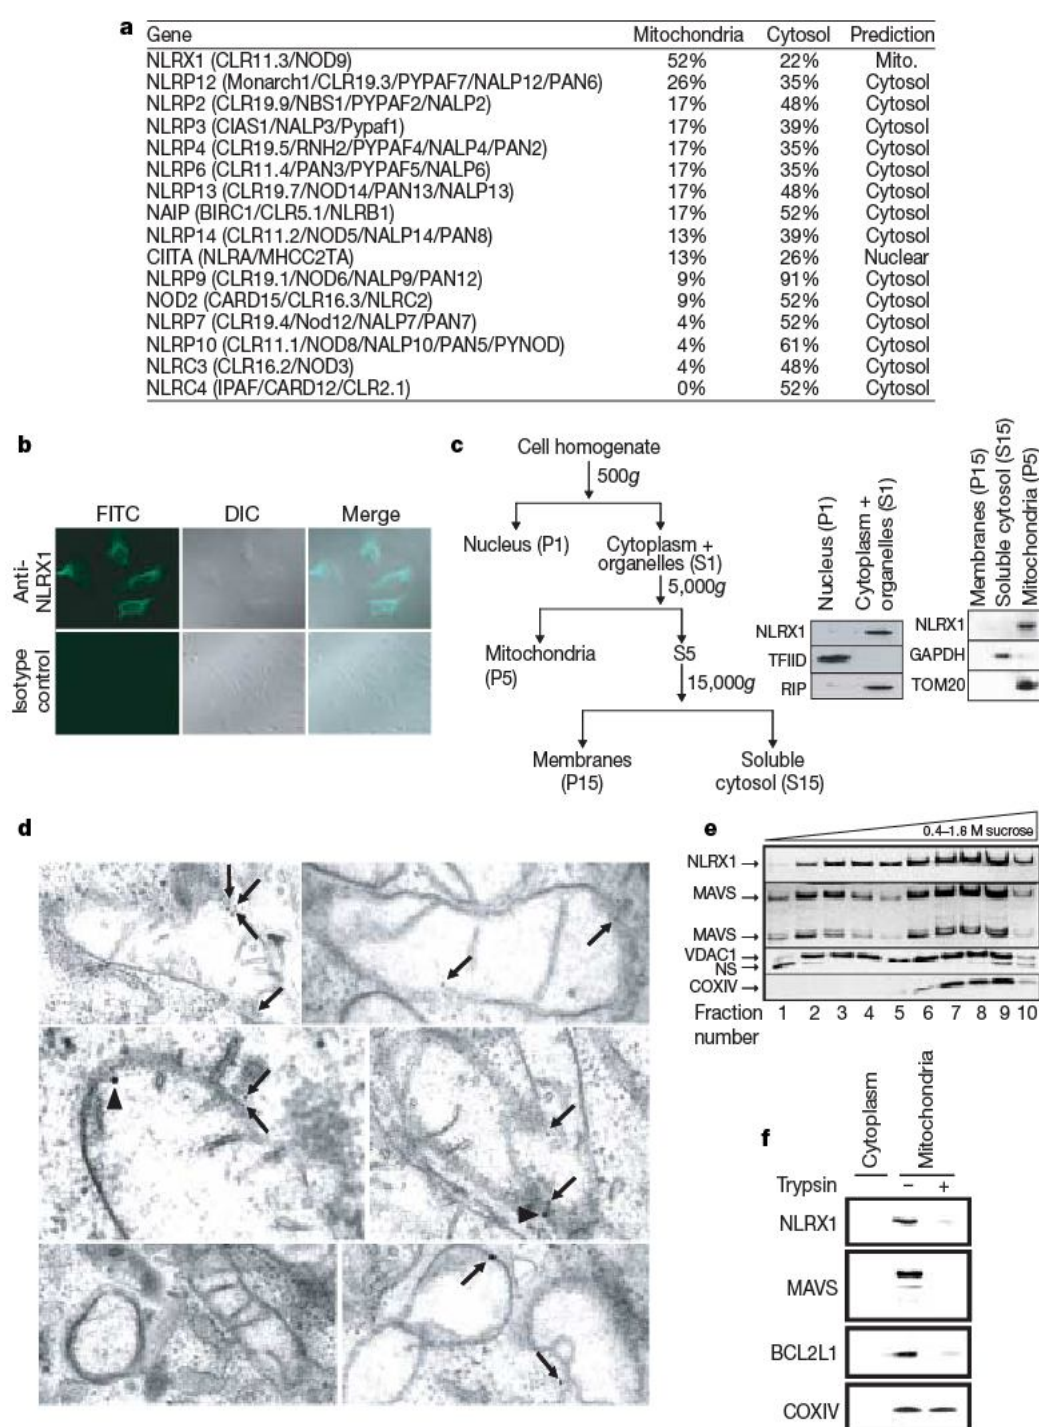 a
Gene Mitochondria Cytosol Prediction
NLRX1 (CLR11.3/NOD9) 52% 22% Mito.
NLRP12 (Monarch1/CLR19.3/PYPAF7/NALP12/PAN6) 26% 35% Cytosol
NLRP2 (CLR19.9/NBS1/PYPAF2/NALP2) 17% 48% Cytosol
NLRP3 (CIAS1/NALP3/Pypaf1) 17% 39% Cytosol
NLRP4 (CLR19.5/RNH2/PYPAF4/NALP4/PAN2) 17% 35% Cytosol
NLRP6 (CLR11.4/PAN3/PYPAF5/NALP6) 17% 35% Cytosol
NLRP13 (CLR19.7/NOD14/PAN13/NALP13) 17% 48% Cytosol
NAIP (BIRC1/CLR5.1/NLRB1) 17% 52% Cytosol
NLRP14 (CLR11.2/NOD5/NALP14/PAN8) 13% 39% Cytosol
CIITA (NLRA/MHCC2TA) 13% 26% Nuclear
NLRP9 (CLR19.1/NOD6/NALP9/PAN12) 9% 91% Cytosol
NOD2 (CARD15/CLR16.3/NLRC2) 9% 52% Cytosol
NLRP7 (CLR19.4/Nod12/NALP7/PAN7) 4% 52% Cytosol
NLRP10 (CLR11.1/NOD8/NALP10/PAN5/PYNOD) 4% 61% Cytosol
NLRC3 (CLR16.2/NOD3) 4% 48% Cytosol
NLRC4 (IPAF/CARD12/CLR2.1) 0% 52% Cytosol
b
FITC DIC Merge
Anti-
NLRX1
Isotype
control
c
Cell homogenate
500g
Nucleus (P1)
Cytoplasm +
organelles (S1)
5,000g
Mitochondria
(P5)
S5
15,000g
Membranes
(P15)
Soluble
cytosol (S15)
Nucleus (P1)
Cytoplasm +
organelles (S1)
NLRX1
TFIID
RIP
Membranes (P15)
Soluble cytosol (S15)
Mitochondria (P5)
NLRX1
GAPDH
TOM20
d
e
0.4–1.8 M sucrose
NLRX1
MAVS
MAVS
VDAC1
NS
COXIV
Fraction
number
1 2 3 4 5 6 7 8 9 10
f
Cytoplasm
Mitochondria
Trypsin – +
NLRX1
MAVS
BCL2L1
COXIV